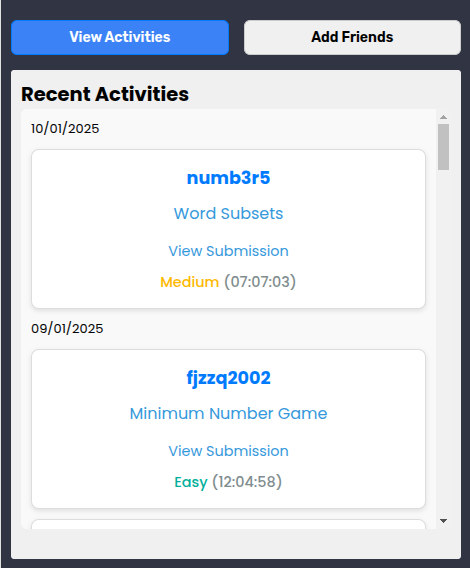 View Activities
Add Friends
Recent Activities
10/01/2025
numb3r5
Word Subsets
View Submission
Medium (07:07:03)
09/01/2025
fjzzq2002
Minimum Number Game
View Submission
Easy (12:04:58)